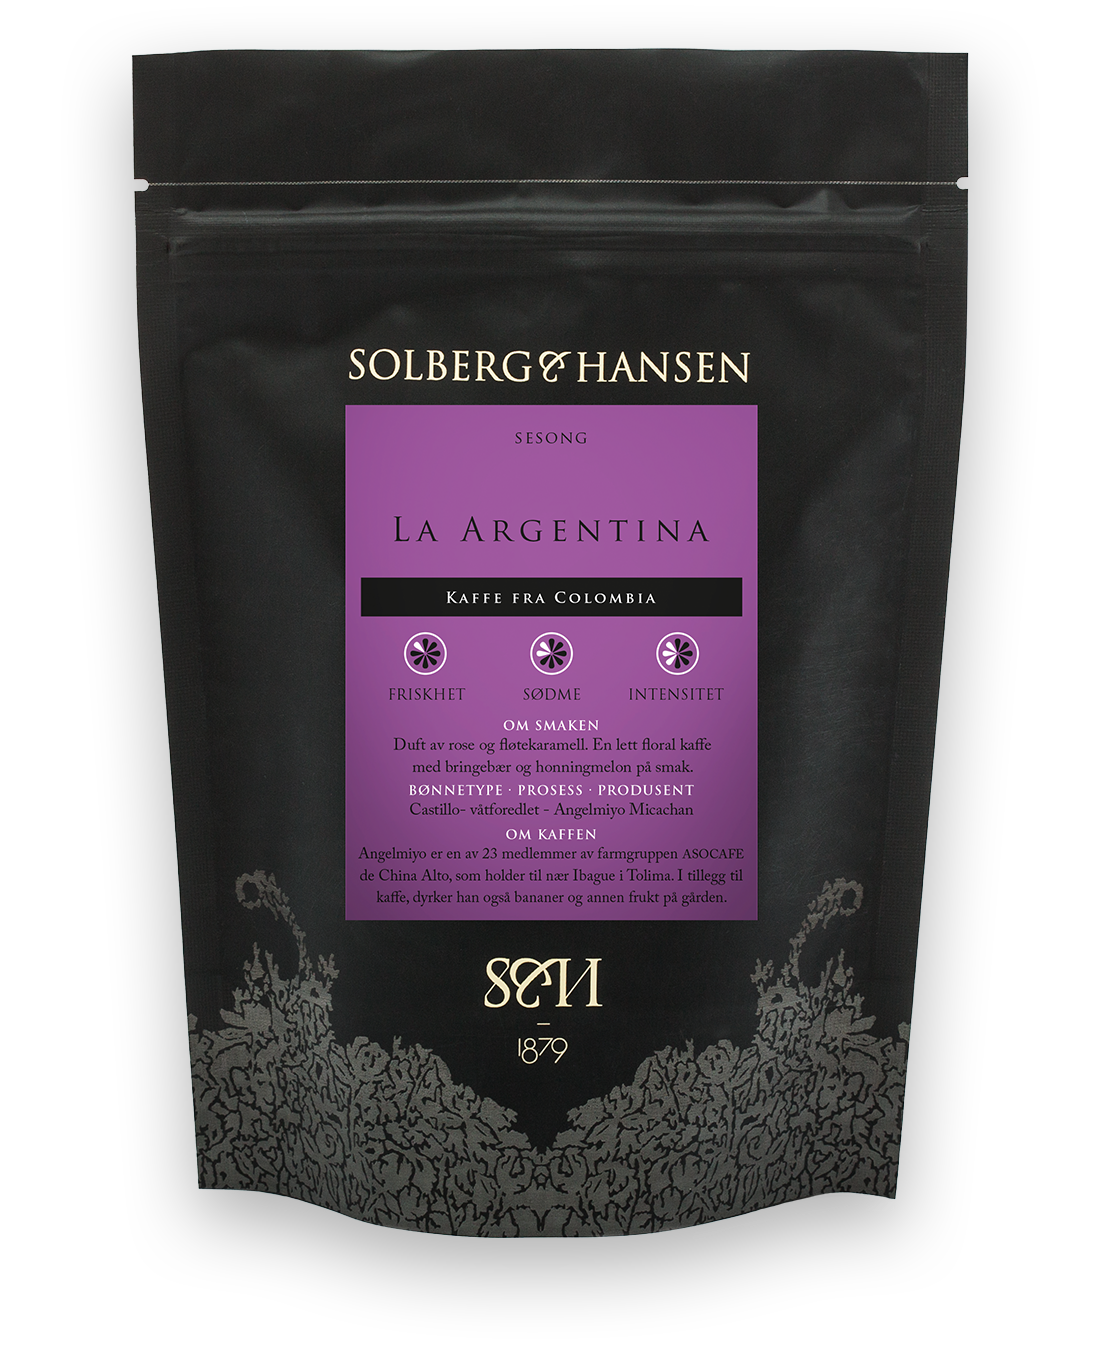 SOLBERG & HANSEN
SESONG
LA ARGENTINA
KAFFE FRA COLOMBIA
FRISKHET SØDME INTENSITET
OM SMAKEN
Duft av rose og fløtekaramell. En lett floral kaffe
med bringebær og honningmelon på smak.
BØNNETYPE · PROSESS · PRODUSENT
Castillo- våtforedlet - Angelmiyo Micachan
OM KAFFEN
Angelmiyo er en av 23 medlemmer av farmgruppen ASOCAFE
de China Alto, som holder til nær Ibague i Tolima. I tillegg til
kaffe, dyrker han også bananer og annen frukt på gården.
S&H
1879